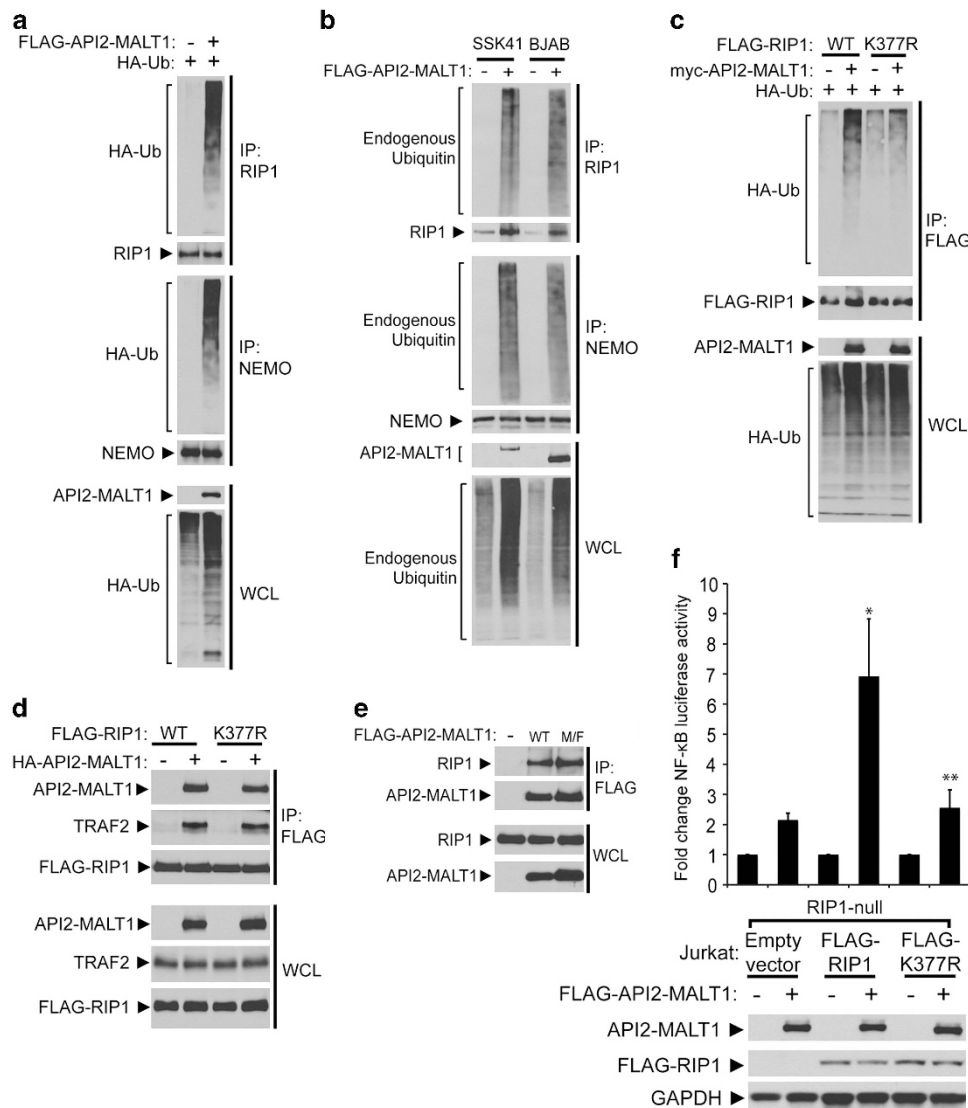 a
FLAG-API2-MALT1: - +
HA-Ub: + +
HA-Ub
IP:
RIP1
RIP1 ►
HA-Ub
IP:
NEMO
NEMO ►
API2-MALT1 ►
HA-Ub
WCL
b
SSK41 BJAB
FLAG-API2-MALT1: - + - +
Endogenous
Ubiquitin
IP:
RIP1
RIP1 ►
Endogenous
Ubiquitin
IP:
NEMO
NEMO ►
API2-MALT1 [
Endogenous
Ubiquitin
WCL
c
FLAG-RIP1: WT K377R
myc-API2-MALT1: - + - +
HA-Ub: + + + +
HA-Ub
IP:
FLAG
FLAG-RIP1 ►
API2-MALT1 ►
HA-Ub
WCL
d
FLAG-RIP1: WT K377R
HA-API2-MALT1: - + - +
API2-MALT1 ►
TRAF2 ►
IP:
FLAG
FLAG-RIP1 ►
API2-MALT1 ►
TRAF2 ►
WCL
FLAG-RIP1 ►
e
FLAG-API2-MALT1: - WT M/F
RIP1 ►
IP:
FLAG
API2-MALT1 ►
RIP1 ►
WCL
API2-MALT1 ►
f
Fold change NF-κB luciferase activity
10
9
8
7
6
5
4
3
2
1
0
*
**
RIP1-null
Jurkat: Empty vector FLAG-RIP1 FLAG-K377R
FLAG-API2-MALT1: - + - + - +
API2-MALT1 ►
FLAG-RIP1 ►
GAPDH ►